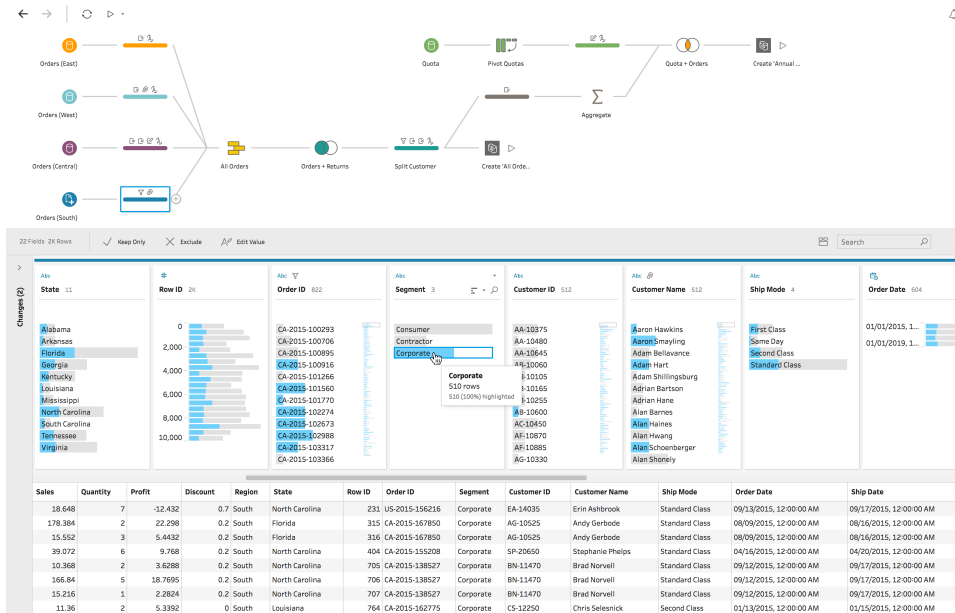 Orders (East)
Quota
Pivot Quotas
Quota + Orders
Create 'Annual ...
Orders (West)
Aggregate
Orders (Central)
All Orders
Orders + Returns
Split Customer
Create 'All Orde...
Orders (South)
22 Fields 2K Rows
Keep Only
Exclude
Edit Value
Search
Changes (2)
Abc
State 11
Alabama
Arkansas
Florida
Georgia
Kentucky
Louisiana
Mississippi
North Carolina
South Carolina
Tennessee
Virginia
#
Row ID 2K
0
2,000
4,000
6,000
8,000
10,000
Abc
Order ID 822
CA-2015-100293
CA-2015-100706
CA-2015-100895
CA-2015-100916
CA-2015-101266
CA-2015-101560
CA-2015-101770
CA-2015-102274
CA-2015-102673
CA-2015-102988
CA-2015-103317
CA-2015-103366
Abc
Segment 3
Consumer
Contractor
Corporate
Corporate
510 rows
510 (100%) highlighted
Abc
Customer ID 512
AA-10375
AA-10480
AA-10645
AB-10060
-10105
-10165
-10255
AB-10600
AC-10450
AF-10870
AF-10885
AG-10330
Abc
Customer Name 512
Aaron Hawkins
Aaron Smayling
Adam Bellavance
Adam Hart
Adam Shillingsburg
Adrian Barton
Adrian Hane
Alan Barnes
Alan Haines
Alan Hwang
Alan Schoenberger
Alan Shonely
Abc
Ship Mode 4
First Class
Same Day
Second Class
Standard Class
Order Date 604
01/01/2015, 1...
01/01/2019, 1...
Sales Quantity Profit Discount Region State Row ID Order ID Segment Customer ID Customer Name Ship Mode Order Date Ship Date
18.648 7 -12.432 0.7 South North Carolina 231 US-2015-156216 Corporate EA-14035 Erin Ashbrook Standard Class 09/13/2015, 12:00:00 AM 09/17/2015, 12:00:00 AM
178.384 2 22.298 0.2 South Florida 315 CA-2015-167850 Corporate AG-10525 Andy Gerbode Standard Class 08/09/2015, 12:00:00 AM 08/16/2015, 12:00:00 AM
15.552 3 5.4432 0.2 South Florida 316 CA-2015-167850 Corporate AG-10525 Andy Gerbode Standard Class 08/09/2015, 12:00:00 AM 08/16/2015, 12:00:00 AM
39.072 6 9.768 0.2 South North Carolina 404 CA-2015-155208 Corporate SP-20650 Stephanie Phelps Standard Class 04/16/2015, 12:00:00 AM 04/20/2015, 12:00:00 AM
10.368 2 3.6288 0.2 South North Carolina 705 CA-2015-138527 Corporate BN-11470 Brad Norvell Standard Class 09/12/2015, 12:00:00 AM 09/17/2015, 12:00:00 AM
166.84 5 18.7695 0.2 South North Carolina 706 CA-2015-138527 Corporate BN-11470 Brad Norvell Standard Class 09/12/2015, 12:00:00 AM 09/17/2015, 12:00:00 AM
15.216 1 2.2824 0.2 South North Carolina 707 CA-2015-138527 Corporate BN-11470 Brad Norvell Standard Class 09/12/2015, 12:00:00 AM 09/17/2015, 12:00:00 AM
11.36 2 5.3392 0 South Louisiana 764 CA-2015-162775 Corporate CS-12250 Chris Selesnick Second Class 01/13/2015, 12:00:00 AM 01/15/2015, 12:00:00 AM